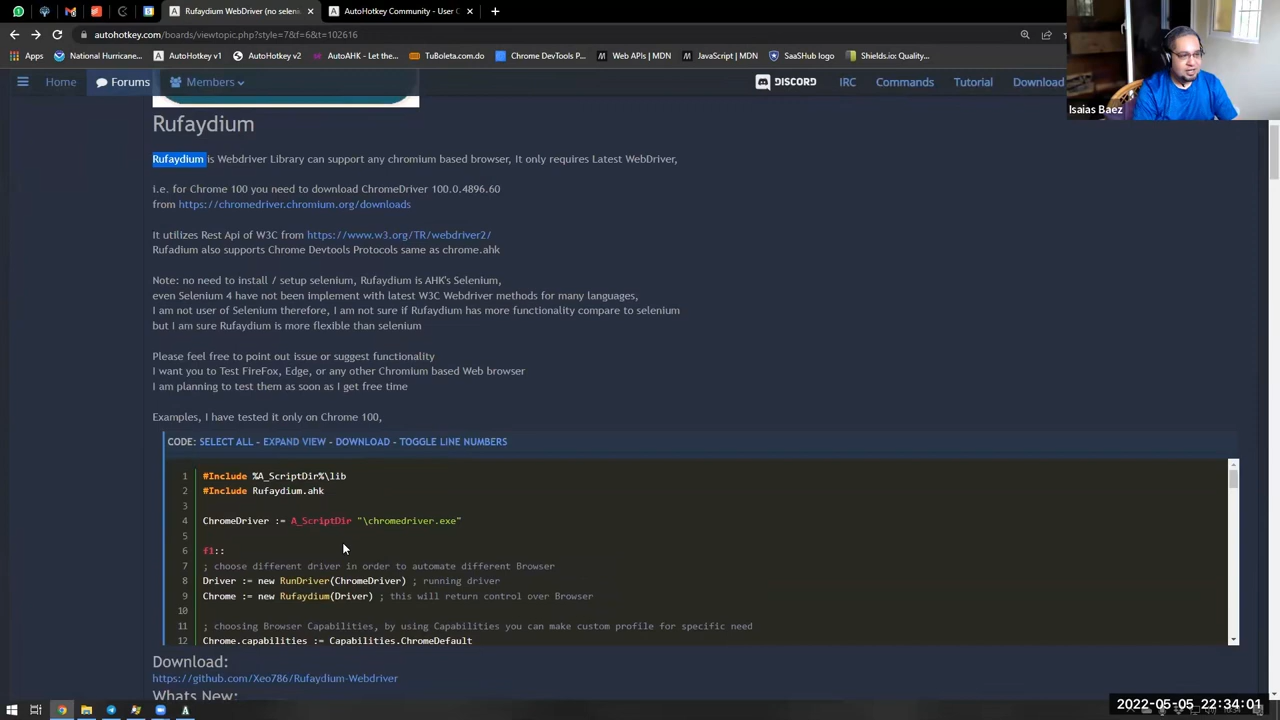 Rufaydium WebDriver (no selen
AutoHotkey Community - User C
autohotkey.com/boards/viewtopic.php?style=7&f=6&t=102616
Apps
National Hurricane...
AutoHotkey v1
AutoHotkey v2
AutoAHK – Let the...
TuBoleta.com.do
Chrome DevTools P...
Web APIs | MDN
JavaScript | MDN
SaaSHub logo
Shields.io: Quality...
Home
Forums
Members
DISCORD
IRC
Commands
Tutorial
Download
Isaias Baez
Rufaydium
Rufaydium is Webdriver Library can support any chromium based browser, It only requires Latest WebDriver,
i.e. for Chrome 100 you need to download ChromeDriver 100.0.4896.60
from https://chromedriver.chromium.org/downloads
It utilizes Rest Api of W3C from https://www.w3.org/TR/webdriver2/
Rufadium also supports Chrome Devtools Protocols same as chrome.ahk
Note: no need to install / setup selenium, Rufaydium is AHK's Selenium,
even Selenium 4 have not been Implement with latest W3C Webdriver methods for many languages,
I am not user of Selenium therefore, I am not sure if Rufaydium has more functionality compare to selenium
but I am sure Rufaydium is more flexible than selenium
Please feel free to point out issue or suggest functionality
I want you to Test FireFox, Edge, or any other Chromium based Web browser
I am planning to test them as soon as I get free time
Examples, I have tested it only on Chrome 100,
CODE: SELECT ALL - EXPAND VIEW - DOWNLOAD - TOGGLE LINE NUMBERS
1 #Include %A_ScriptDir%\lib
2 #Include Rufaydium.ahk
3
4 ChromeDriver := A_ScriptDir "\chromedriver.exe"
5
6 f1::
7 ; choose different driver in order to automate different Browser
8 Driver := new RunDriver(ChromeDriver) ; running driver
9 Chrome := new Rufaydium(Driver) ; this will return control over Browser
10
11 ; choosing Browser Capabilities, by using Capabilities you can make custom profile for specific need
12 Chrome.capabilities := Capabilities.ChromeDefault
Download:
https://github.com/Xeo786/Rufaydium-Webdriver
Whats New:
2022-05-05 22:34:01